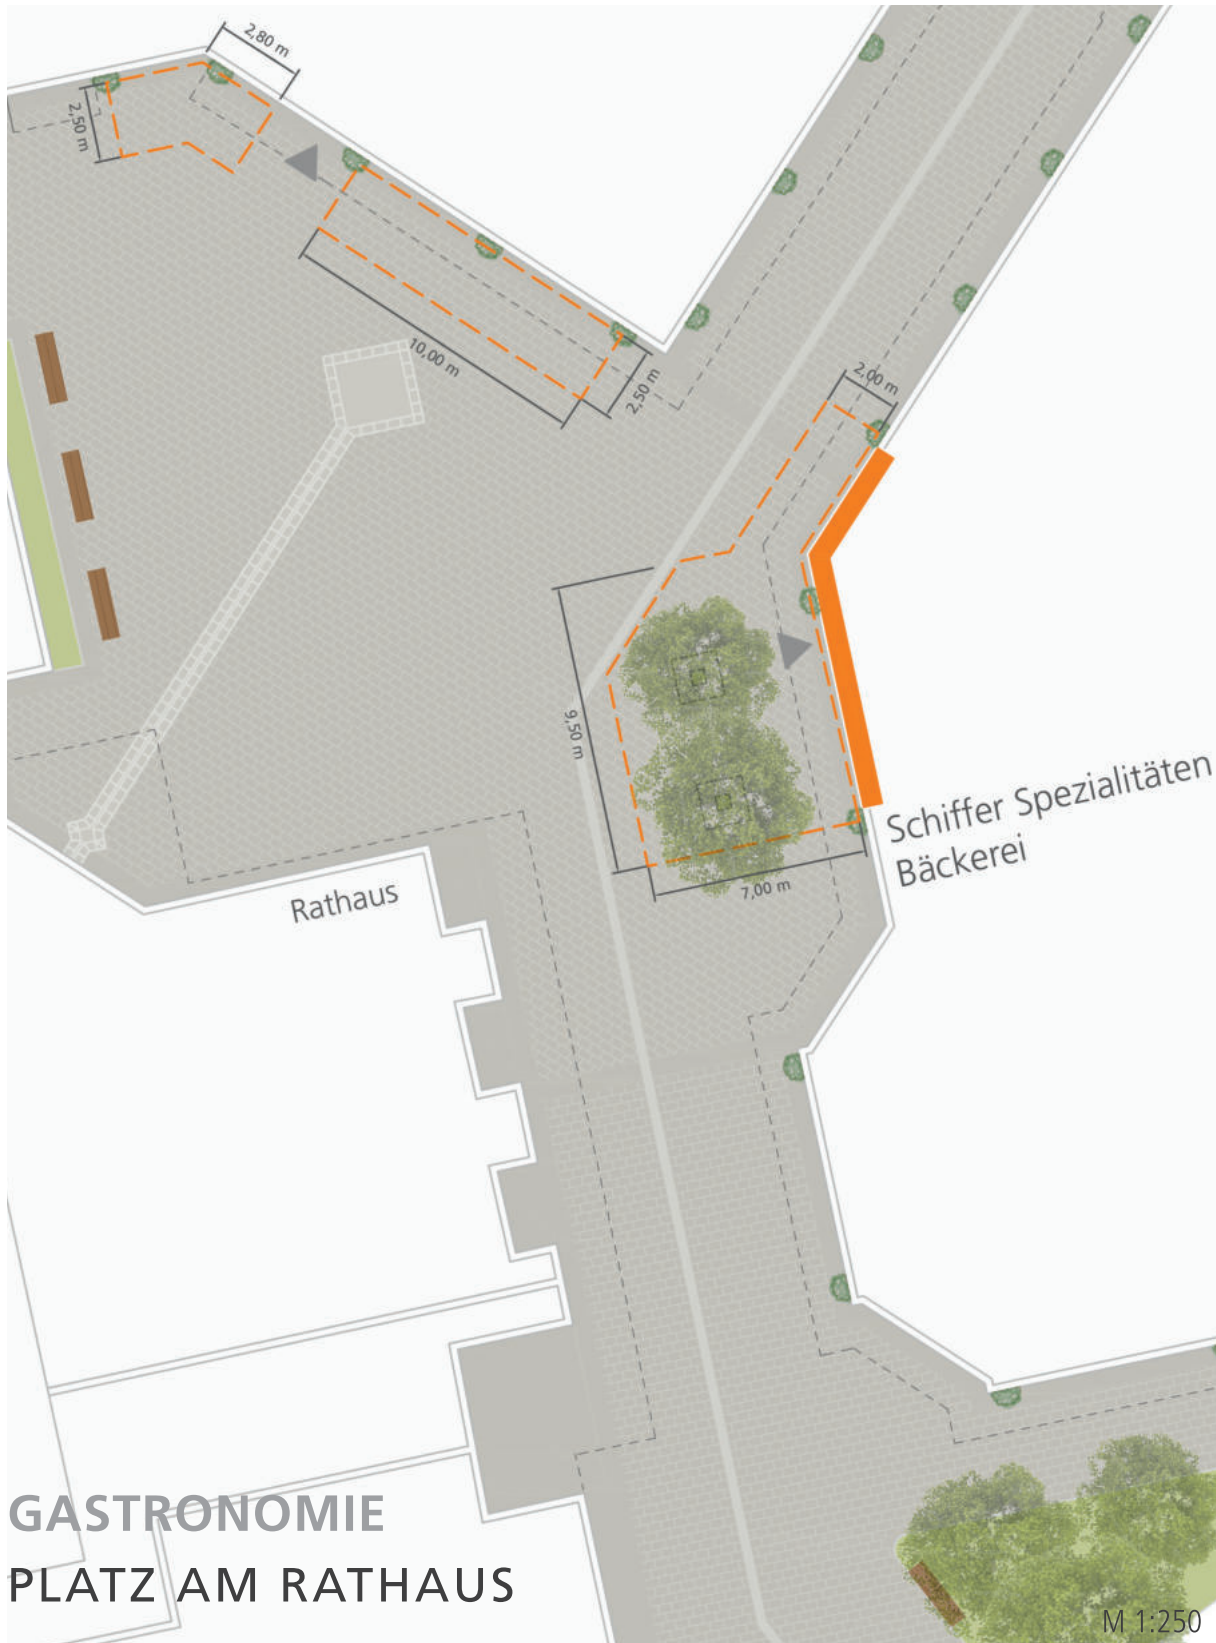 2,80 m
2,50 m
10,00 m
2,50 m
2,00 m
9,50 m
7,00 m
Schiffer Spezialitäten
Bäckerei
Rathaus
GASTRONOMIE
PLATZ AM RATHAUS
M 1:250